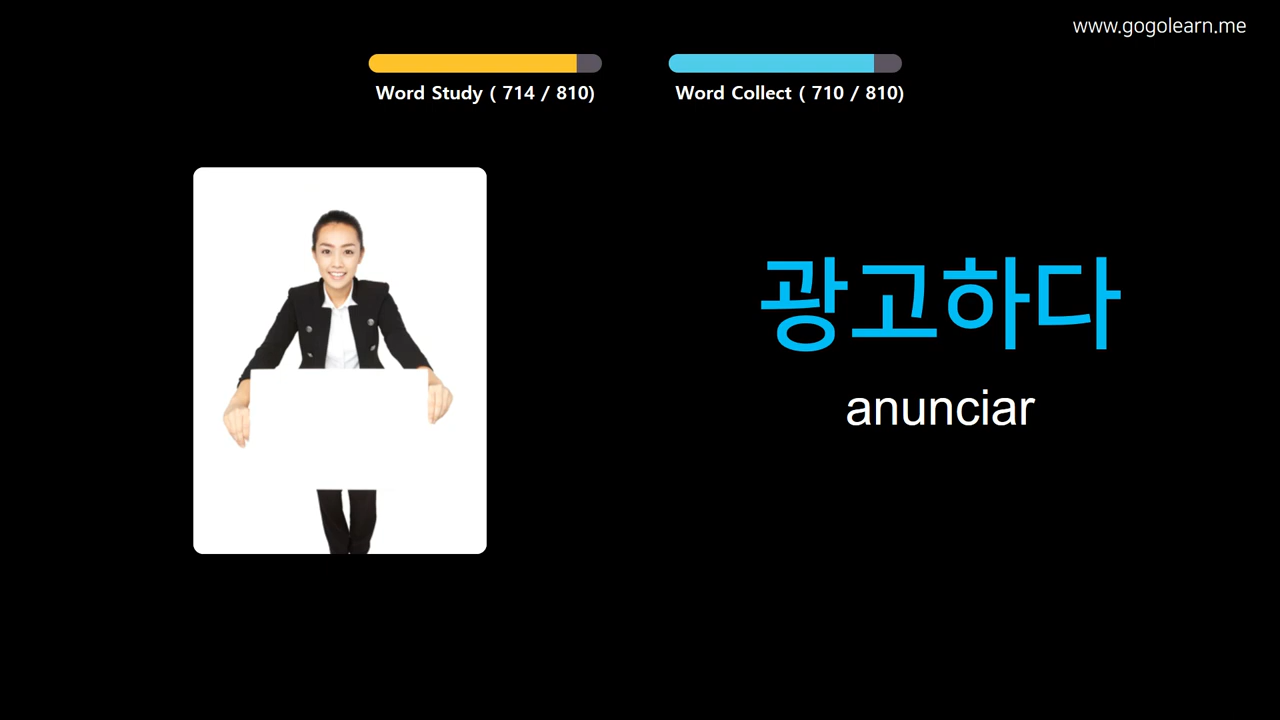 www.gogolearn.me
Word Study ( 714 / 810)
Word Collect ( 710 / 810)
광고하다
anunciar